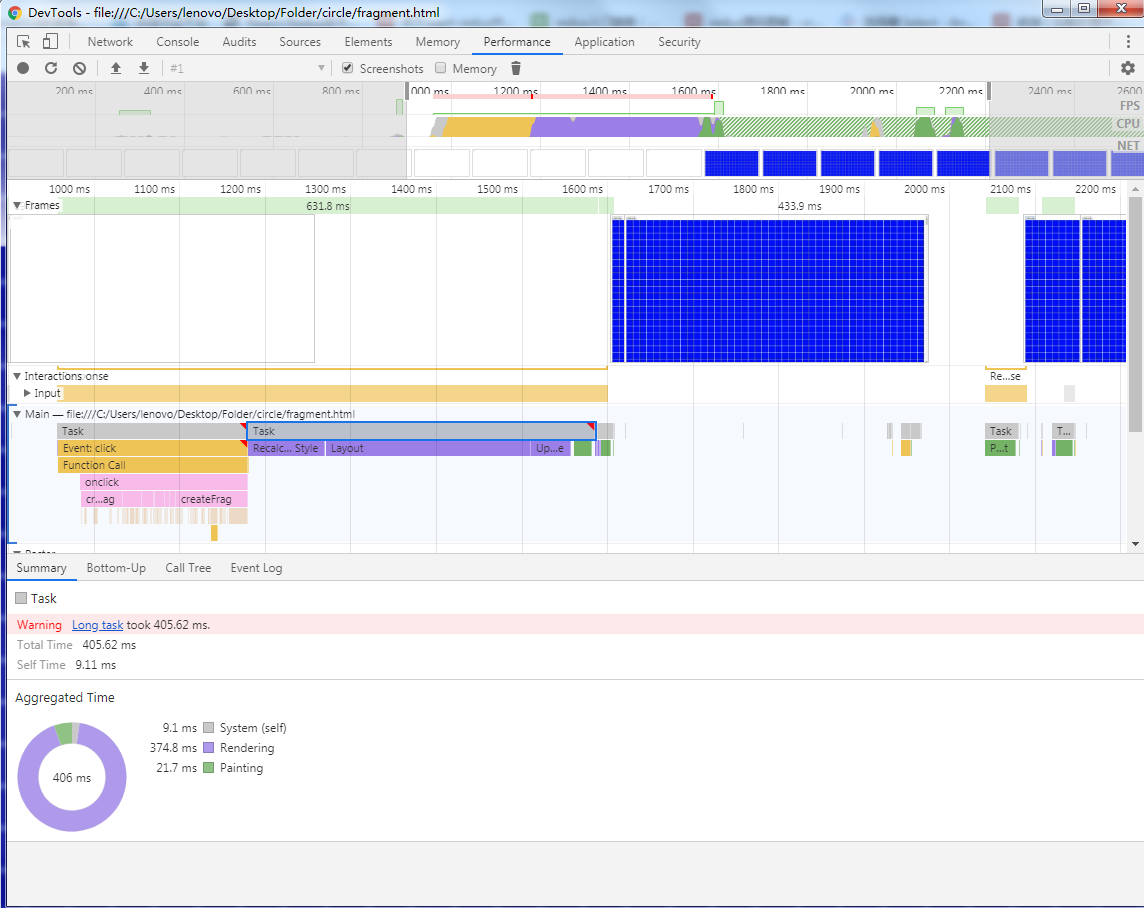 DevTools - file:///C:/Users/lenovo/Desktop/Folder/circle/fragment.html
Network Console Audits Sources Elements Memory Performance Application Security
#1 Screenshots Memory
200 ms 400 ms 600 ms 800 ms 000 ms 1200 ms 1400 ms 1600 ms 1800 ms 2000 ms 2200 ms 2400 ms 2600
FPS
CPU
NET
1000 ms 1100 ms 1200 ms 1300 ms 1400 ms 1500 ms 1600 ms 1700 ms 1800 ms 1900 ms 2000 ms 2100 ms 2200 ms
Frames 631.8 ms 433.9 ms
Interactions onse Re...se
Input
Main — file:///C:/Users/lenovo/Desktop/Folder/circle/fragment.html
Task Task Task T...
Event: click Recalc... Style Layout Up...e P...t
Function Call
onclick
cr...ag createFrag
Summary Bottom-Up Call Tree Event Log
Task
Warning Long task took 405.62 ms.
Total Time 405.62 ms
Self Time 9.11 ms
Aggregated Time
9.1 ms System (self)
374.8 ms Rendering
21.7 ms Painting
406 ms